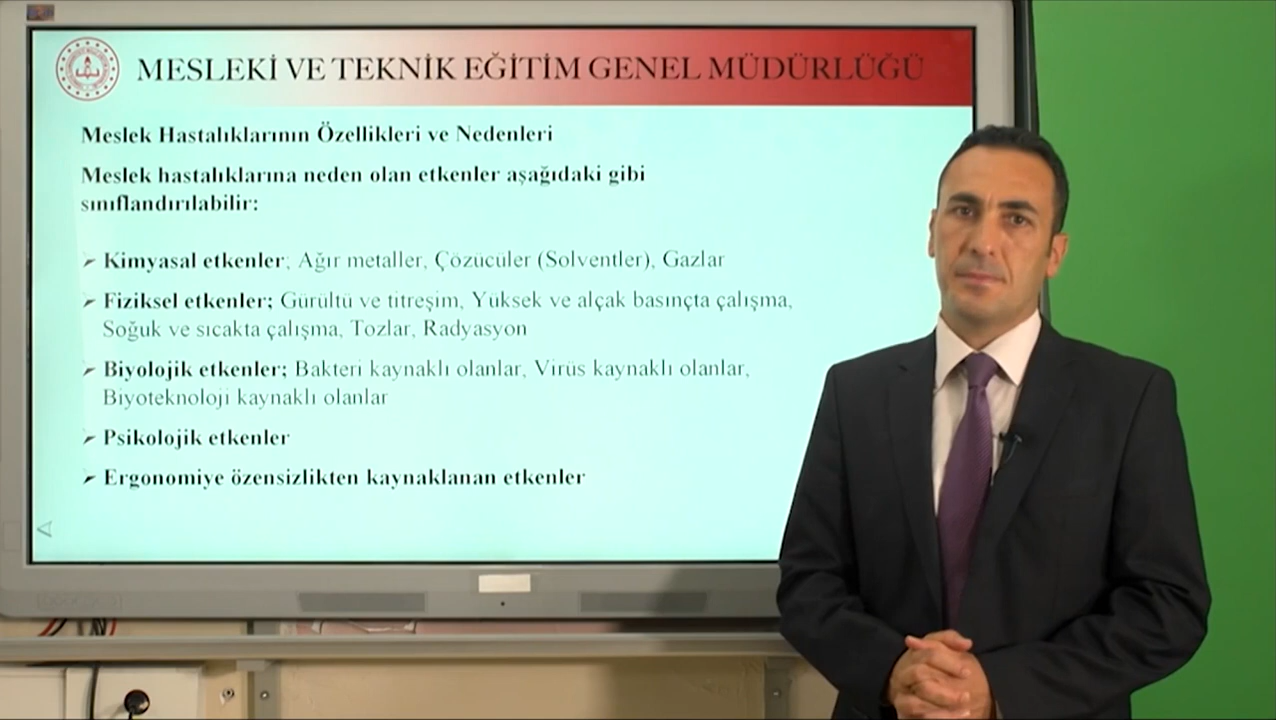 MESLEKİ VE TEKNİK EĞİTİM GENEL MÜDÜRLÜĞÜ
Meslek Hastalıklarının Özellikleri ve Nedenleri
Meslek hastalıklarına neden olan etkenler aşağıdaki gibi
sınıflandırılabilir:
➢ Kimyasal etkenler; Ağır metaller, Çözücüler (Solventler), Gazlar
➢ Fiziksel etkenler; Gürültü ve titreşim, Yüksek ve alçak basınçta çalışma,
Soğuk ve sıcakta çalışma, Tozlar, Radyasyon
➢ Biyolojik etkenler; Bakteri kaynaklı olanlar, Virüs kaynaklı olanlar,
Biyoteknoloji kaynaklı olanlar
➢ Psikolojik etkenler
➢ Ergonomiye özensizlikten kaynaklanan etkenler